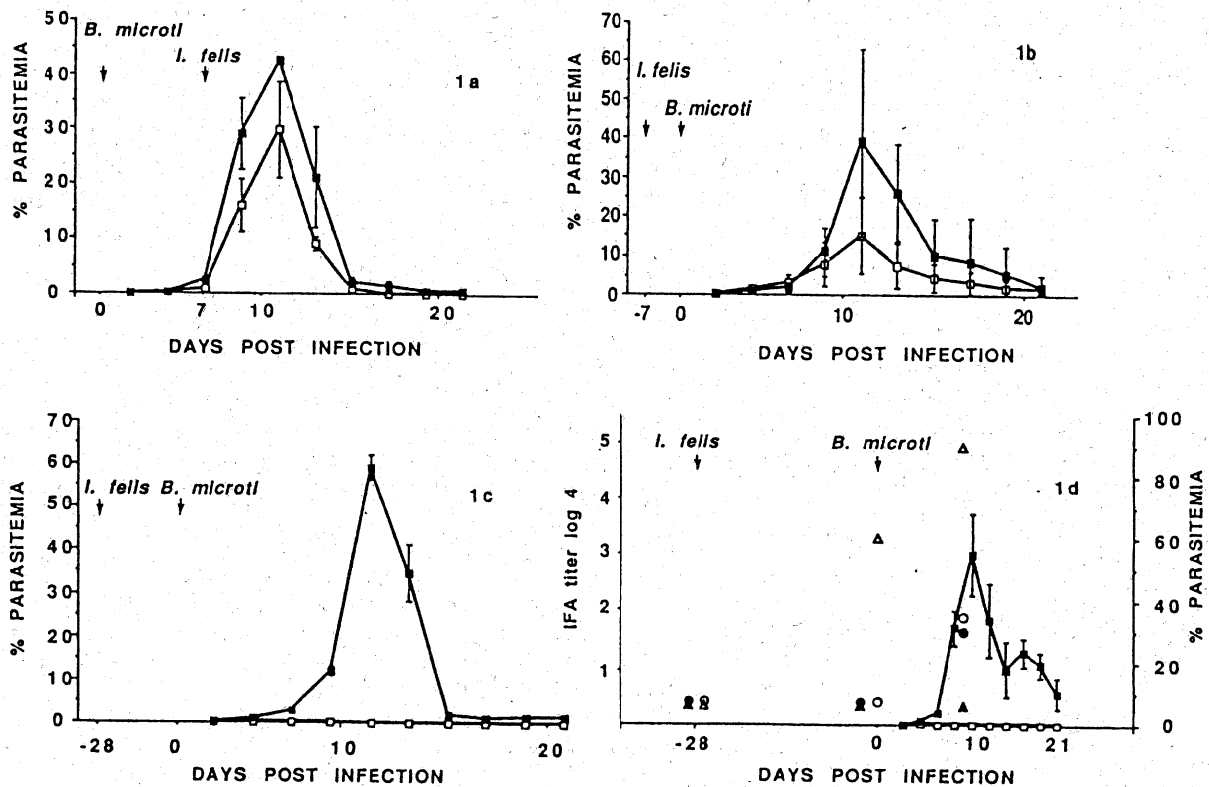 50
40
30
20
10
0
% PARASITEMIA
B. microti
I. felis
1a
0
7
10
20
DAYS POST INFECTION
70
60
50
40
30
20
10
0
% PARASITEMIA
I. felis
B. microti
1b
-7
0
10
20
DAYS POST INFECTION
70
60
50
40
30
20
10
0
% PARASITEMIA
I. felis B. microti
1c
-28
0
10
20
DAYS POST INFECTION
5
4
3
2
1
IFA titer log 4
I. felis
B. microti
1d
100
80
60
40
20
0
% PARASITEMIA
-28
0
10
21
DAYS POST INFECTION